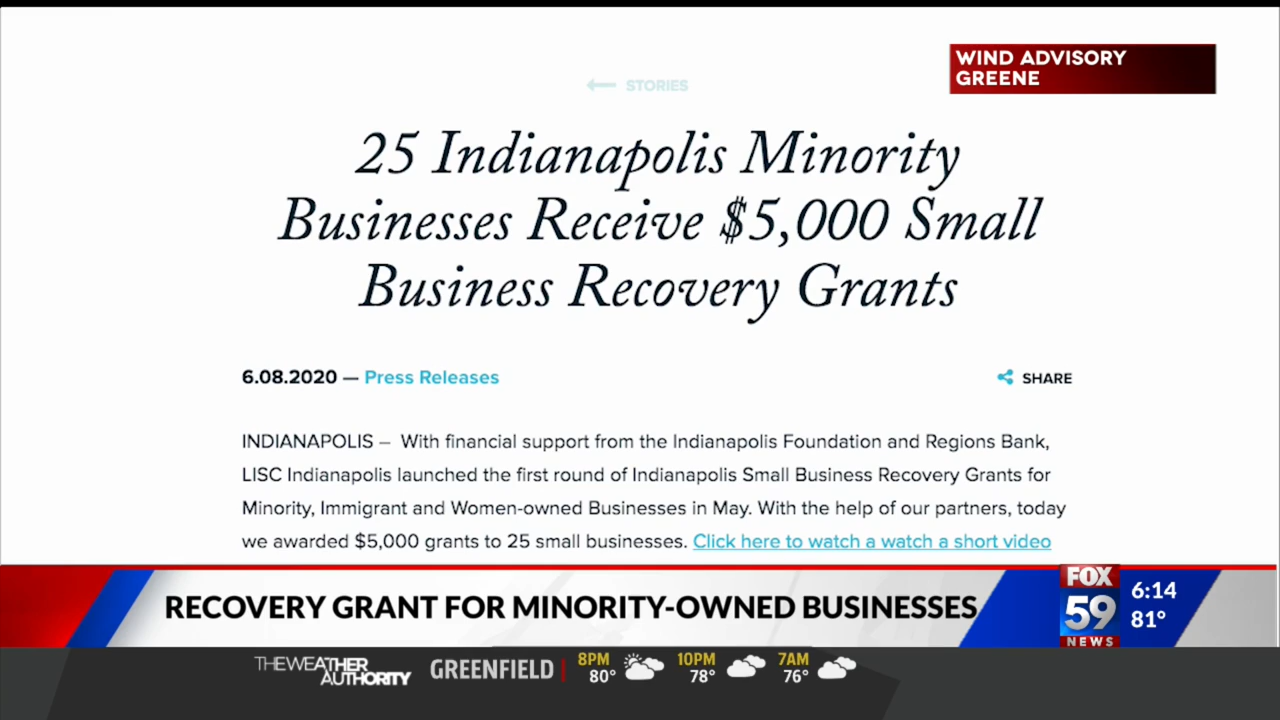 WIND ADVISORY
GREENE
STORIES
25 Indianapolis Minority
Businesses Receive $5,000 Small
Business Recovery Grants
6.08.2020 — Press Releases
SHARE
INDIANAPOLIS – With financial support from the Indianapolis Foundation and Regions Bank,
LISC Indianapolis launched the first round of Indianapolis Small Business Recovery Grants for
Minority, Immigrant and Women-owned Businesses in May. With the help of our partners, today
we awarded $5,000 grants to 25 small businesses. Click here to watch a watch a short video
RECOVERY GRANT FOR MINORITY-OWNED BUSINESSES
FOX
59
NEWS
6:14
81°
THE WEATHER
AUTHORITY
GREENFIELD
8PM
80°
10PM
78°
7AM
76°